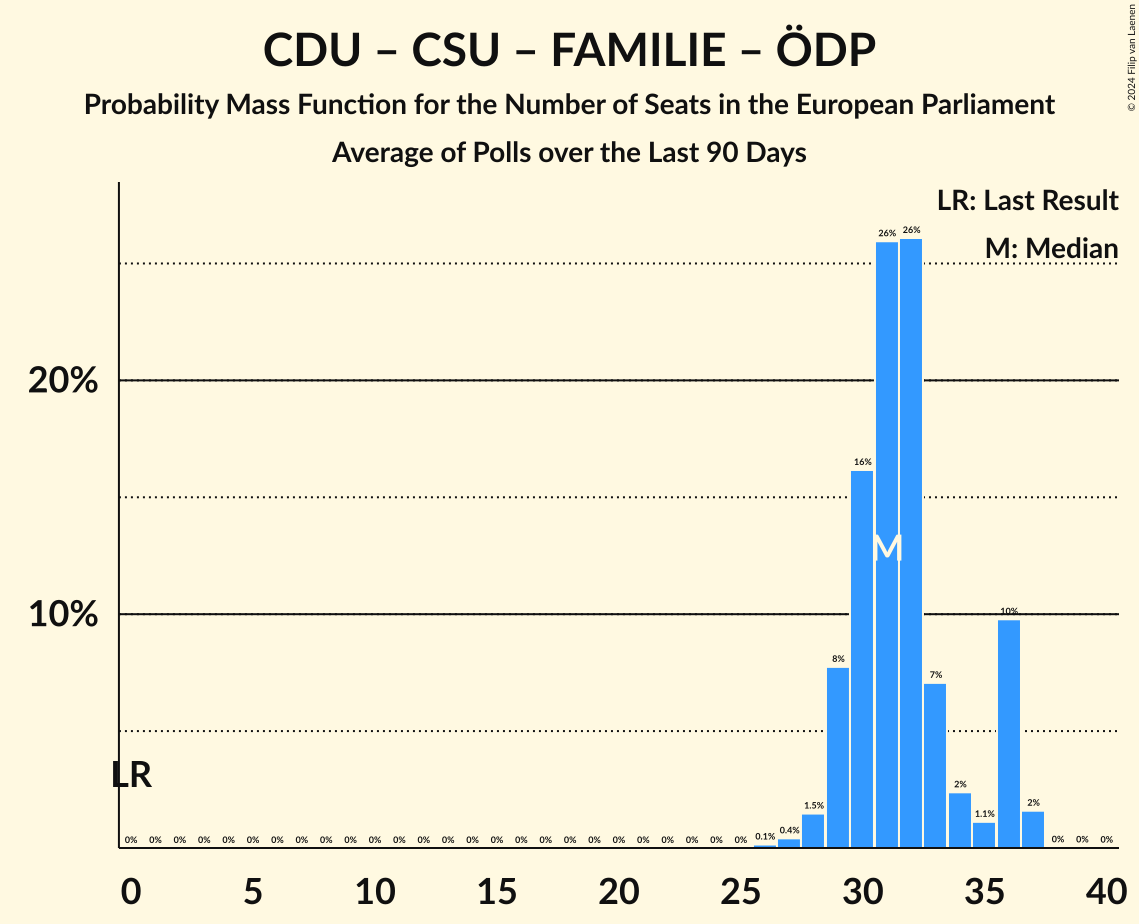 CDU – CSU – FAMILIE – ÖDP
Probability Mass Function for the Number of Seats in the European Parliament
Average of Polls over the Last 90 Days
© 2024 Filip van Laenen
LR: Last Result
M: Median
20%
10%
LR
M
0% 0% 0% 0% 0% 0% 0% 0% 0% 0% 0% 0% 0% 0% 0% 0% 0% 0% 0% 0% 0% 0% 0% 0% 0% 0% 0.1% 0.4% 1.5% 8% 16% 26% 26% 7% 2% 1.1% 10% 2% 0% 0% 0%
0 5 10 15 20 25 30 35 40